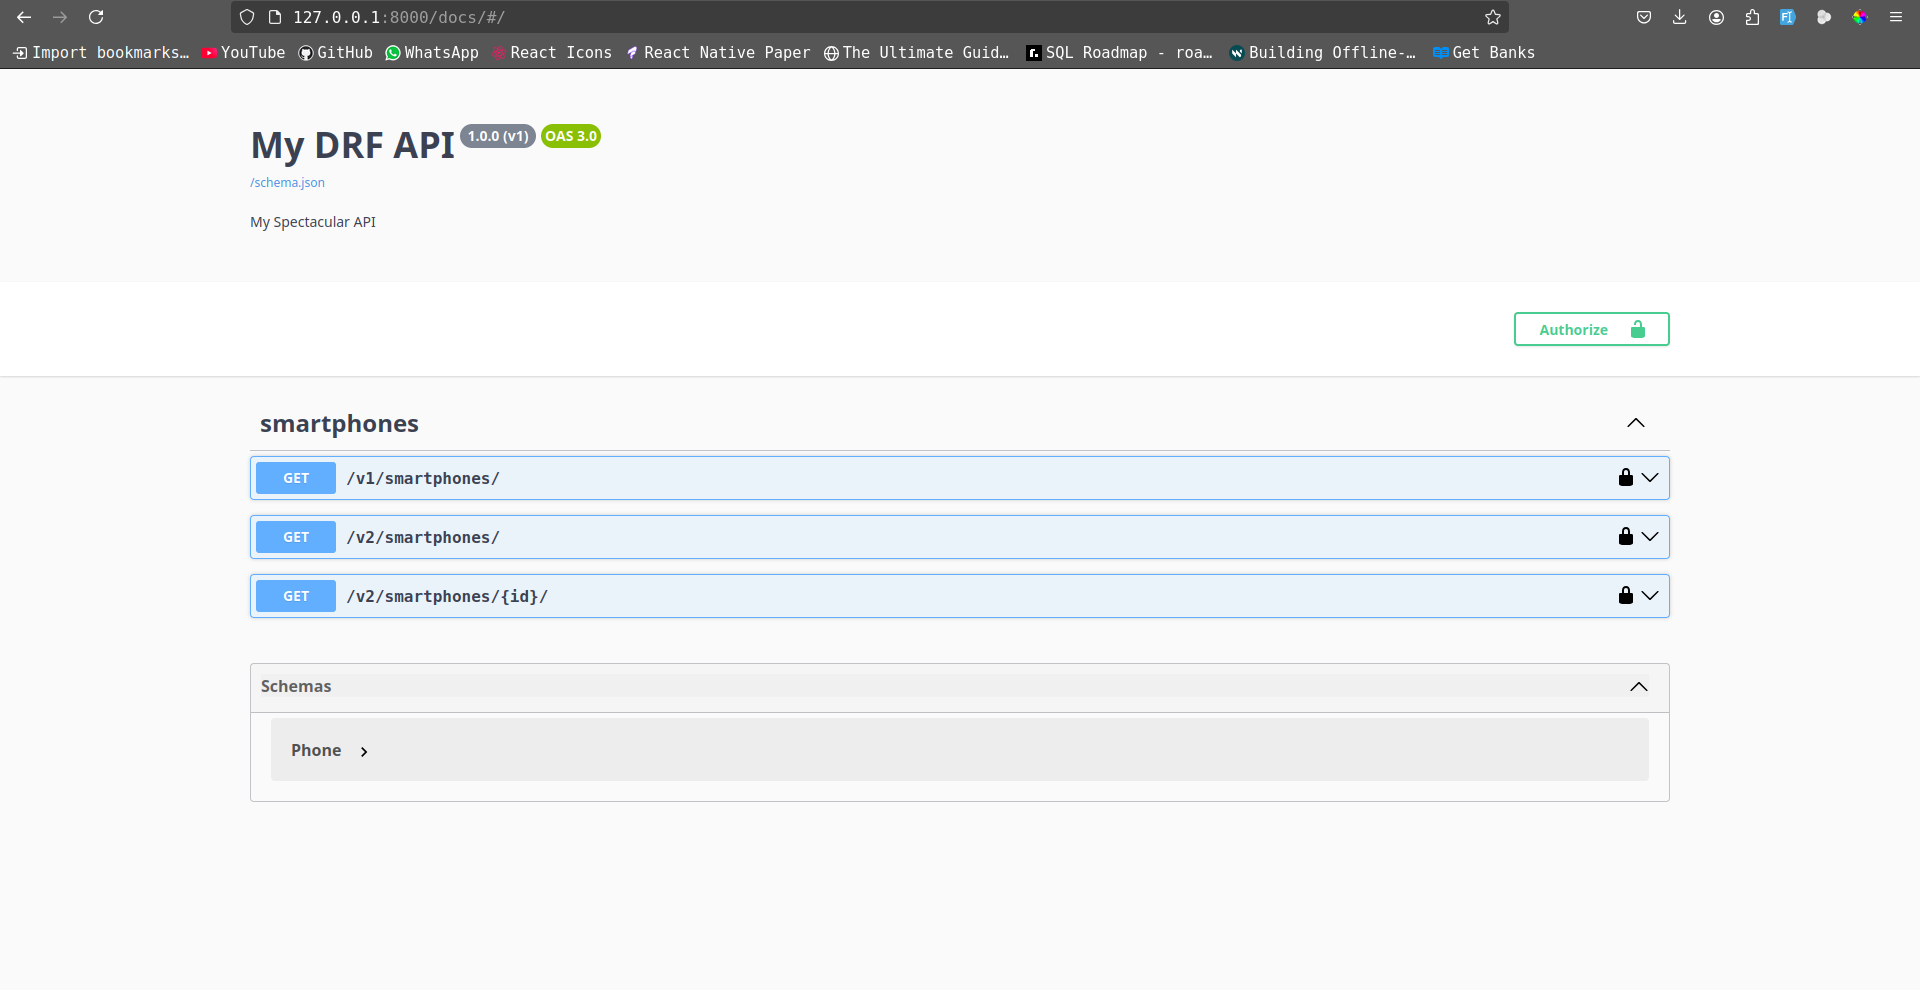 127.0.0.1:8000/docs/#/
Import bookmarks… YouTube GitHub WhatsApp React Icons React Native Paper The Ultimate Guid… SQL Roadmap - roa… Building Offline-… Get Banks
My DRF API 1.0.0 (v1) OAS 3.0
/schema.json
My Spectacular API
Authorize
smartphones
GET /v1/smartphones/
GET /v2/smartphones/
GET /v2/smartphones/{id}/
Schemas
Phone